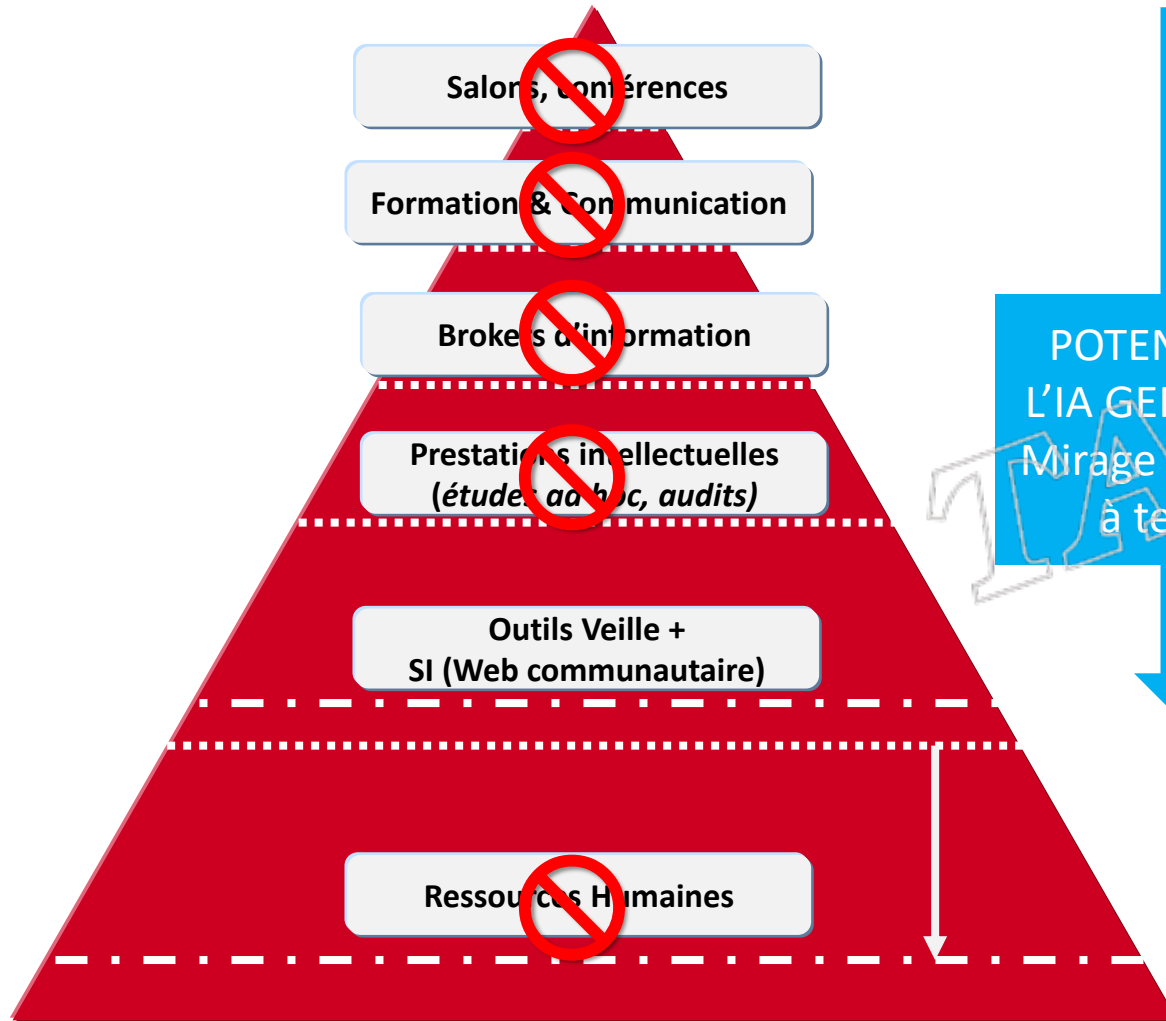 Salons, conférences
Formation & Communication
Brokers d’information
Prestations intellectuelles
(études ad hoc, audits)
Outils Veille +
SI (Web communautaire)
Ressources Humaines
L’IA
Mirage
à